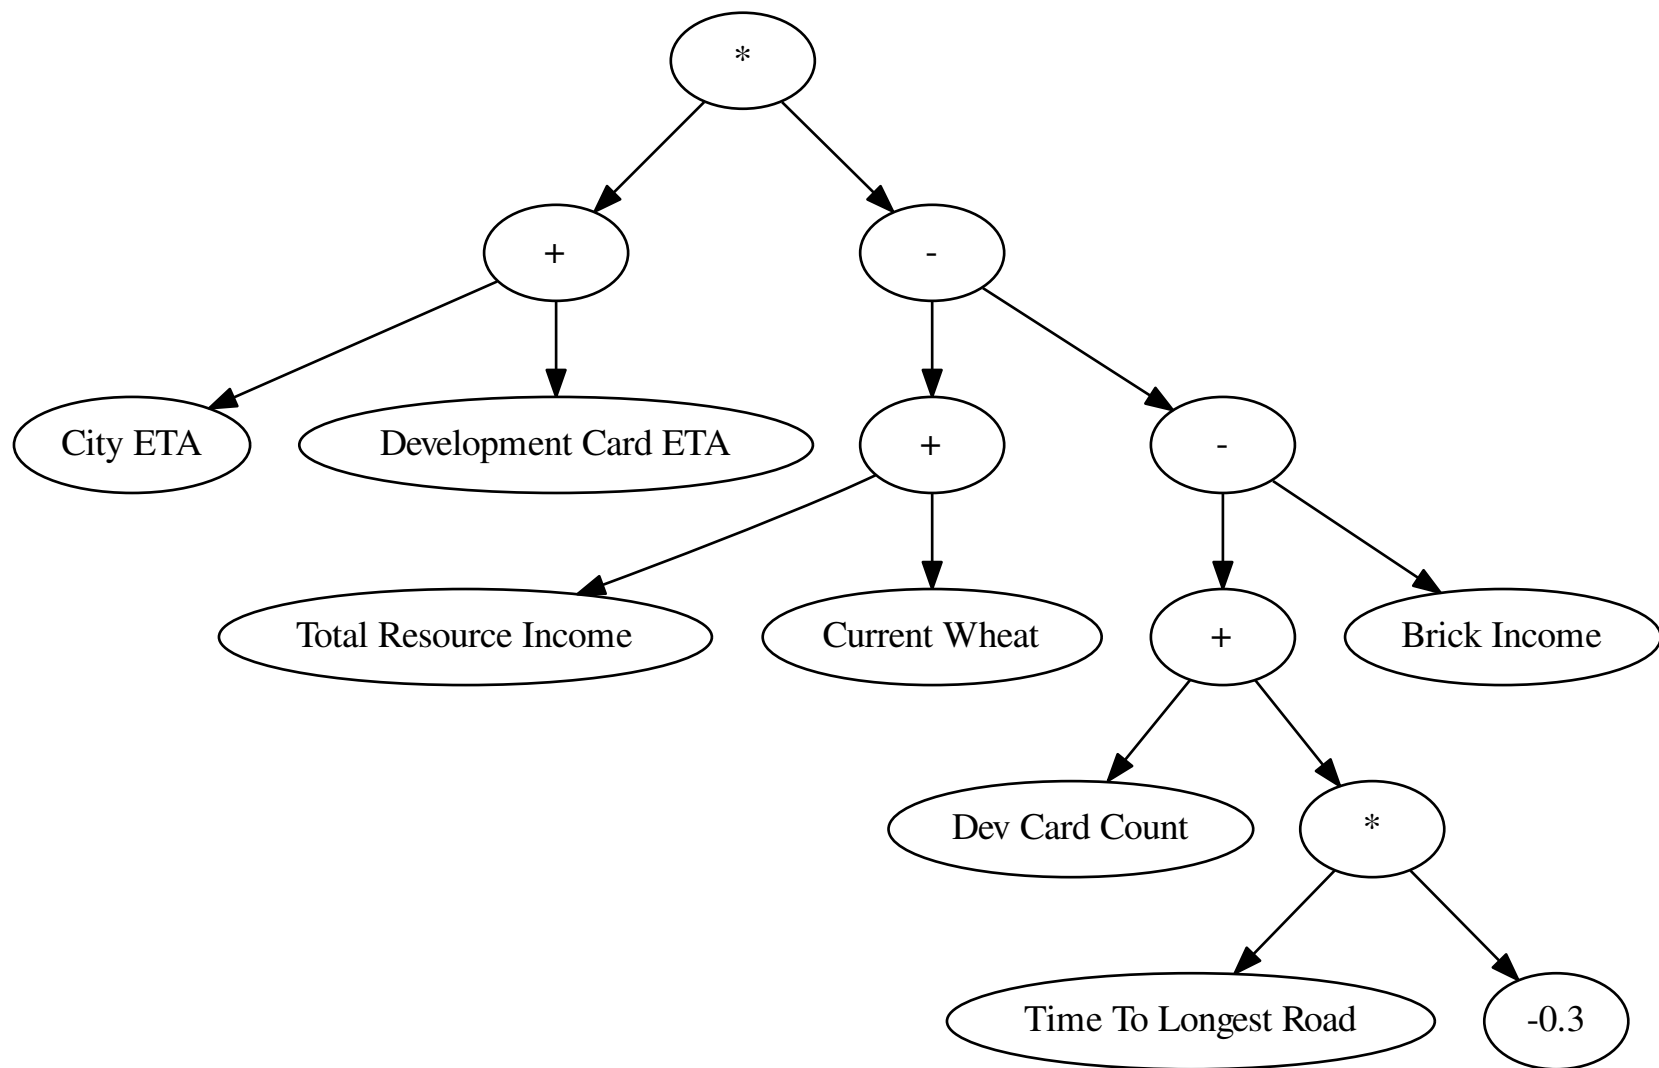 *
+
-
City ETA
Development Card ETA
+
-
Total Resource Income
Current Wheat
+
Brick Income
Dev Card Count
*
Time To Longest Road
-0.3